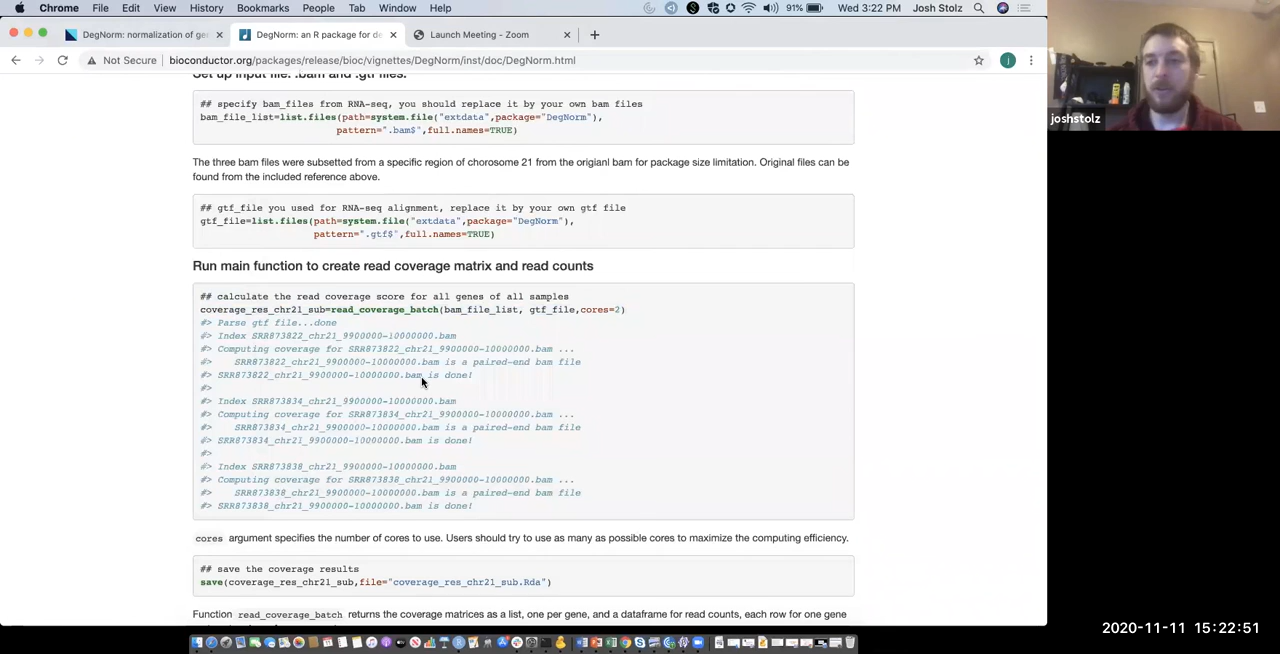 Chrome File Edit View History Bookmarks People Tab Window Help 91% Wed 3:22 PM Josh Stolz
DegNorm: normalization of ge
DegNorm: an R package for de
Launch Meeting - Zoom
Not Secure bioconductor.org/packages/release/bioc/vignettes/DegNorm/inst/doc/DegNorm.html j
Set up input file: .bam and .gtf files.
## specify bam_files from RNA-seq, you should replace it by your own bam files
bam_file_list=list.files(path=system.file("extdata",package="DegNorm"),
pattern=".bam$",full.names=TRUE)
The three bam files were subsetted from a specific region of chorosome 21 from the origianl bam for package size limitation. Original files can be
found from the included reference above.
## gtf_file you used for RNA-seq alignment, replace it by your own gtf file
gtf_file=list.files(path=system.file("extdata",package="DegNorm"),
pattern=".gtf$",full.names=TRUE)
Run main function to create read coverage matrix and read counts
## calculate the read coverage score for all genes of all samples
coverage_res_chr21_sub=read_coverage_batch(bam_file_list, gtf_file,cores=2)
#> Parse gtf file...done
#> Index SRR873822_chr21_9900000-10000000.bam
#> Computing coverage for SRR873822_chr21_9900000-10000000.bam ...
#> SRR873822_chr21_9900000-10000000.bam is a paired-end bam file
#> SRR873822_chr21_9900000-10000000.bam is done!
#>
#> Index SRR873834_chr21_9900000-10000000.bam
#> Computing coverage for SRR873834_chr21_9900000-10000000.bam ...
#> SRR873834_chr21_9900000-10000000.bam is a paired-end bam file
#> SRR873834_chr21_9900000-10000000.bam is done!
#>
#> Index SRR873838_chr21_9900000-10000000.bam
#> Computing coverage for SRR873838_chr21_9900000-10000000.bam ...
#> SRR873838_chr21_9900000-10000000.bam is a paired-end bam file
#> SRR873838_chr21_9900000-10000000.bam is done!
cores argument specifies the number of cores to use. Users should try to use as many as possible cores to maximize the computing efficiency.
## save the coverage results
save(coverage_res_chr21_sub,file="coverage_res_chr21_sub.Rda")
Function read_coverage_batch returns the coverage matrices as a list, one per gene, and a dataframe for read counts, each row for one gene
joshstolz
2020-11-11 15:22:51